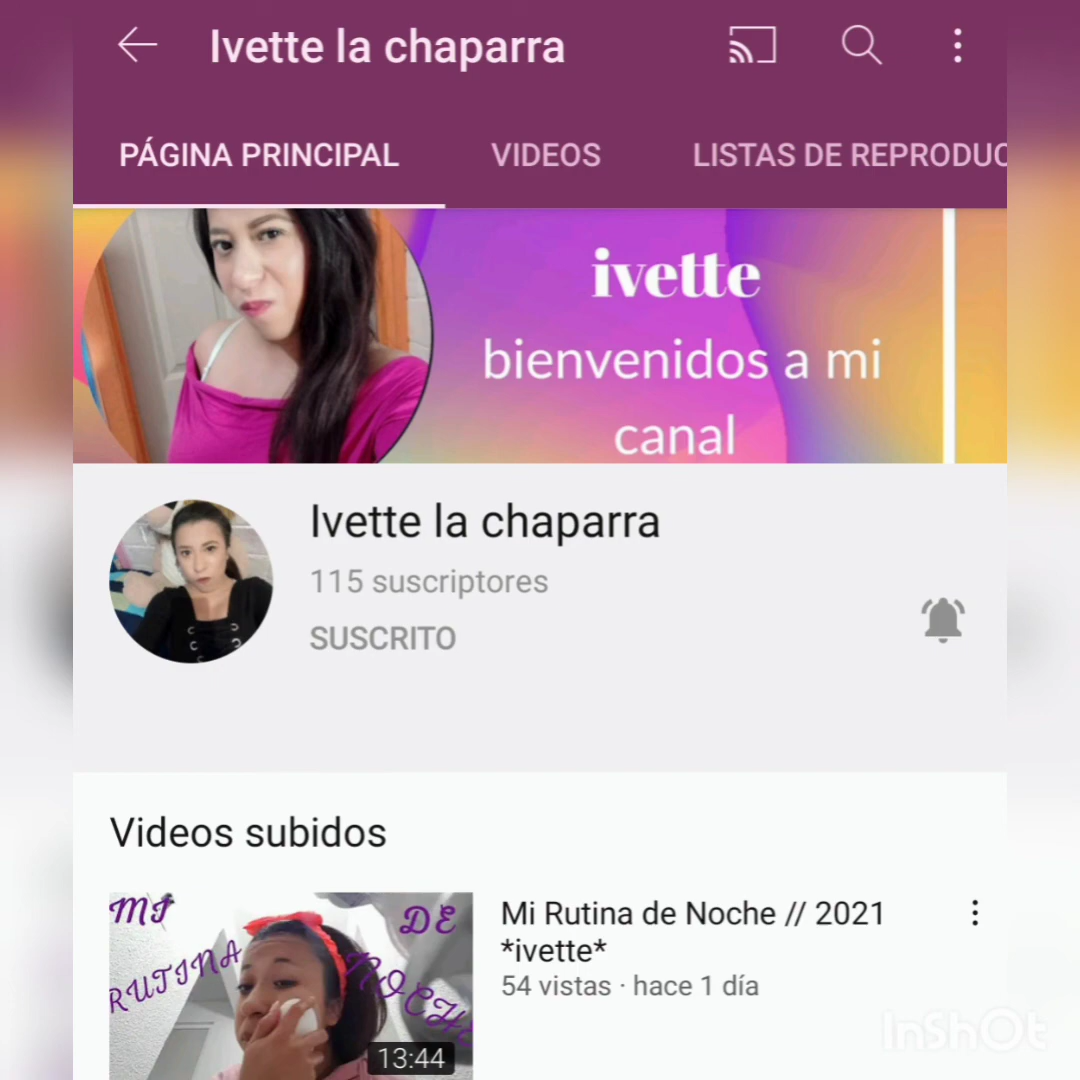 Ivette la chaparra
PÁGINA PRINCIPAL VIDEOS LISTAS DE REPRODUC
ivette
bienvenidos a mi
canal
Ivette la chaparra
115 suscriptores
SUSCRITO
Videos subidos
MI
DE
RUTINA
NOCHE
13:44
Mi Rutina de Noche // 2021
*ivette*
54 vistas · hace 1 día
InShOt